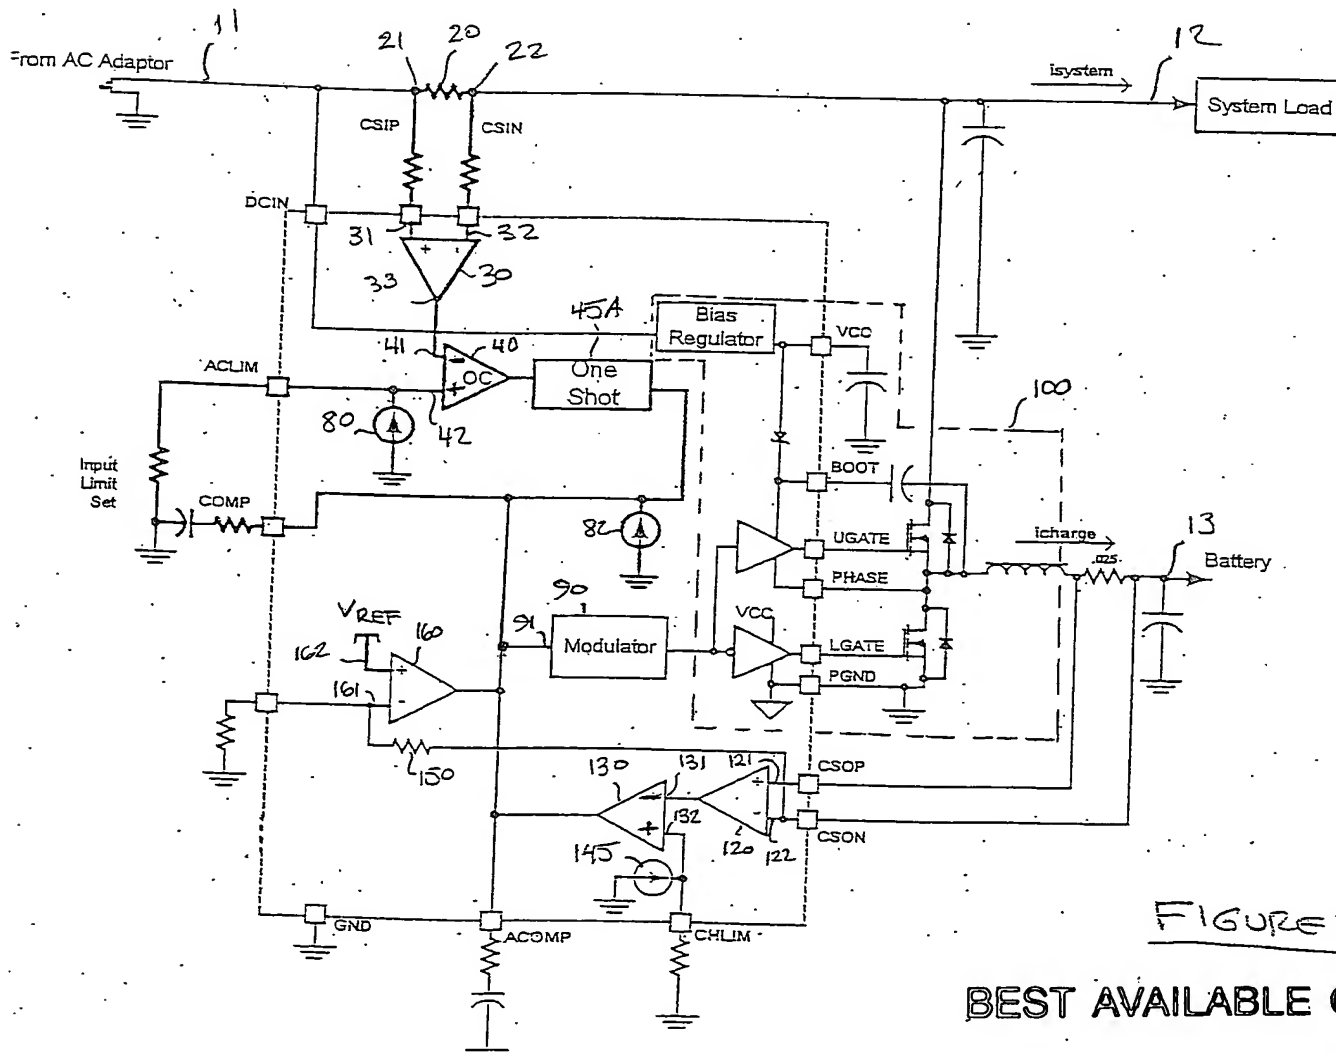 11
From AC Adaptor
21
20
22
12
isystem
System Load
CSIP
CSIN
DCIN
31
+
-
32
30
33
45A
Bias
Regulator
VCC
41
40
ACLIM
-
OC
+
One
Shot
80
42
100
BOOT
Input
Limit
Set
COMP
82
UGATE
icharge
.025
13
Battery
PHASE
90
VREF
160
91
Modulator
VCC
LGATE
162
+
PGND
161
-
150
130
131
121
CSOP
-
+
132
+
-
120
122
CSON
145
GND
ACOMP
CHLIM
FIGURE
BEST AVAILABLE